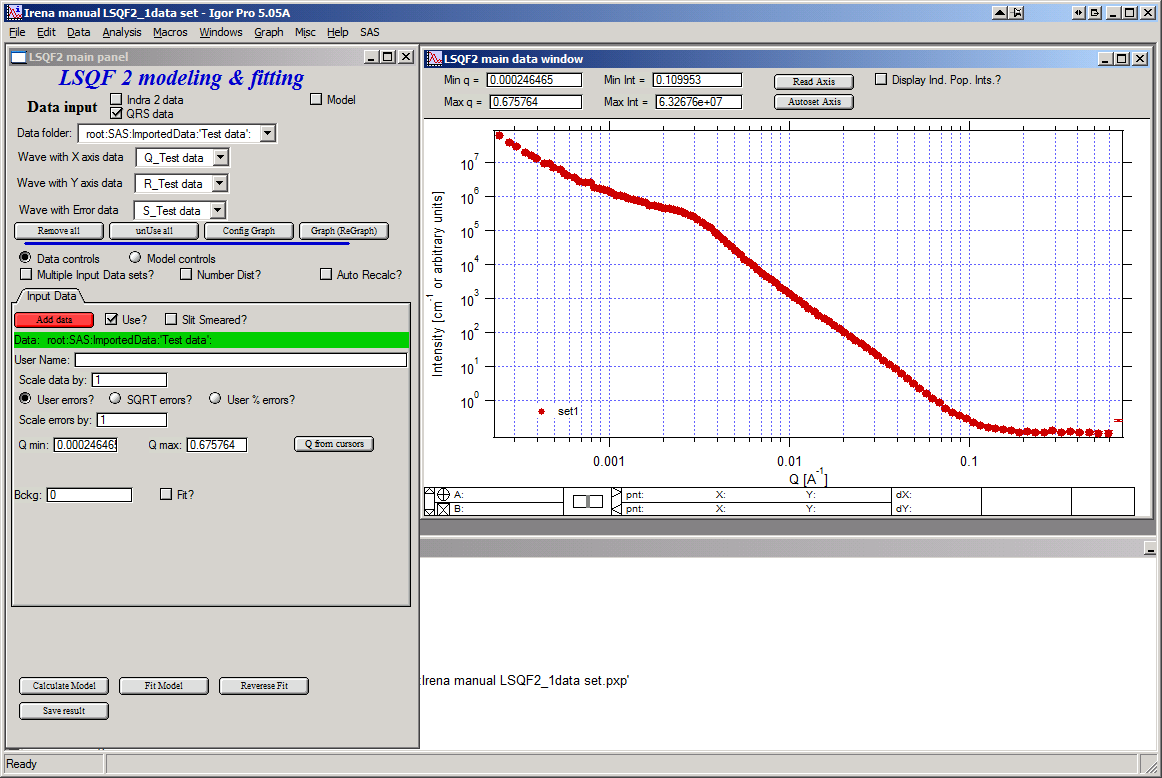 Irena manual LSQF2_1data set - Igor Pro 5.05A
File Edit Data Analysis Macros Windows Graph Misc Help SAS
LSQF2 main panel
LSQF 2 modeling & fitting
Data input
Indra 2 data
Model
QRS data
Data folder: root:SAS:ImportedData:'Test data':
Wave with X axis data Q_Test data
Wave with Y axis data R_Test data
Wave with Error data S_Test data
Remove all unUse all Config Graph Graph (ReGraph)
Data controls Model controls
Multiple Input Data sets? Number Dist? Auto Recalc?
Input Data
Add data Use? Slit Smeared?
Data: root:SAS:ImportedData:'Test data':
User Name:
Scale data by: 1
User errors? SQRT errors? User % errors?
Scale errors by: 1
Q min: 0.000246465 Q max: 0.675764 Q from cursors
Bckg: 0 Fit?
Calculate Model Fit Model Reverese Fit
Save result
LSQF2 main data window
Min q = 0.000246465 Min Int = 0.109953 Read Axis Display Ind. Pop. Ints.?
Max q = 0.675764 Max Int = 6.32676e+07 Autoset Axis
Intensity [cm-1 or arbitrary units]
10^7
10^6
10^5
10^4
10^3
10^2
10^1
10^0
set1
0.001 0.01 0.1
Q [A^-1]
A: pnt: X: Y: dX:
B: pnt: X: Y: dY:
:Irena manual LSQF2_1data set.pxp'
Ready